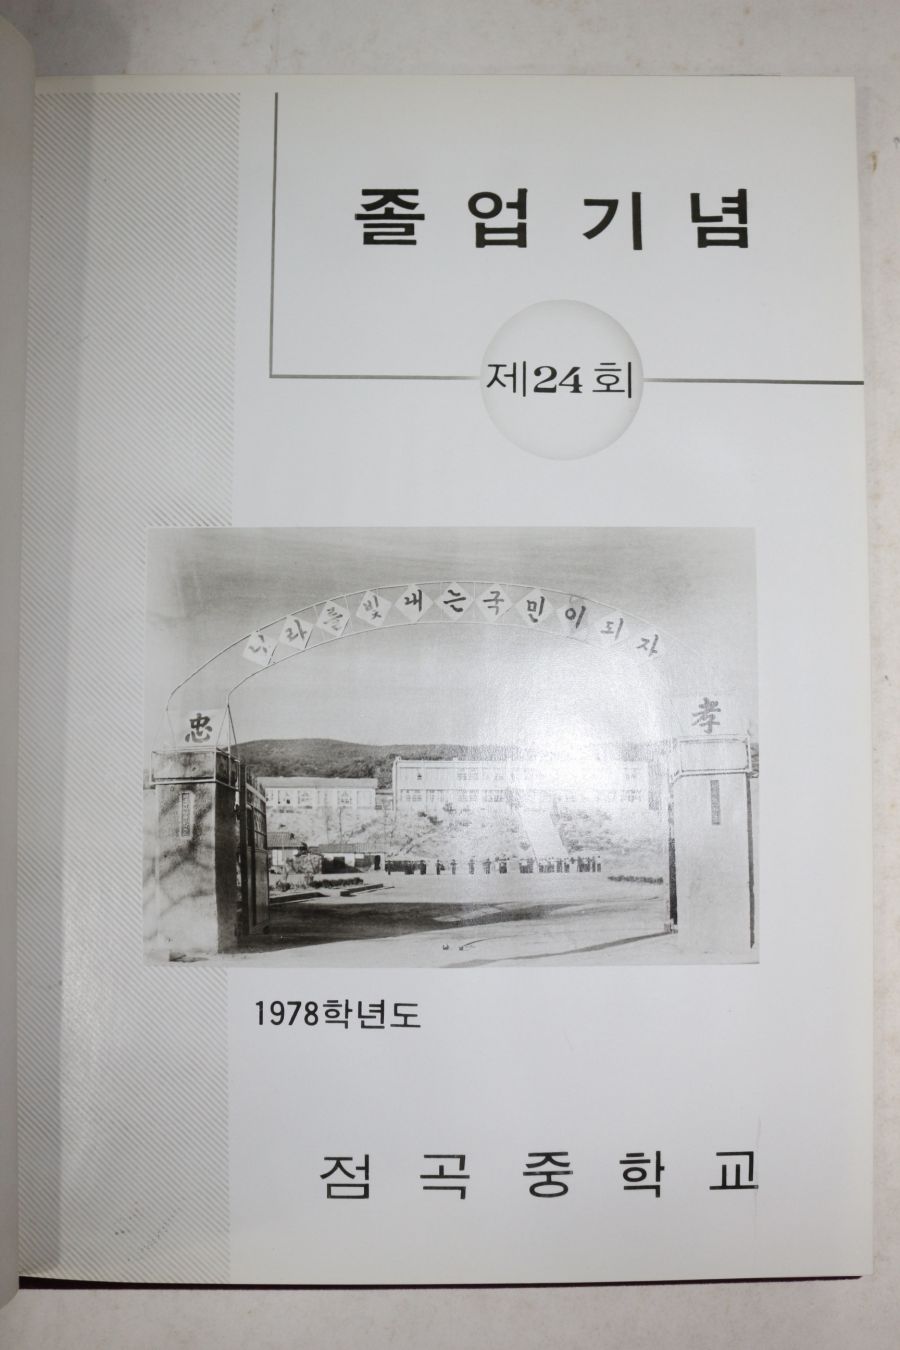 졸업기념
제24회
나라를빛내는국민이되자
忠
孝
1978학년도
점곡중학교